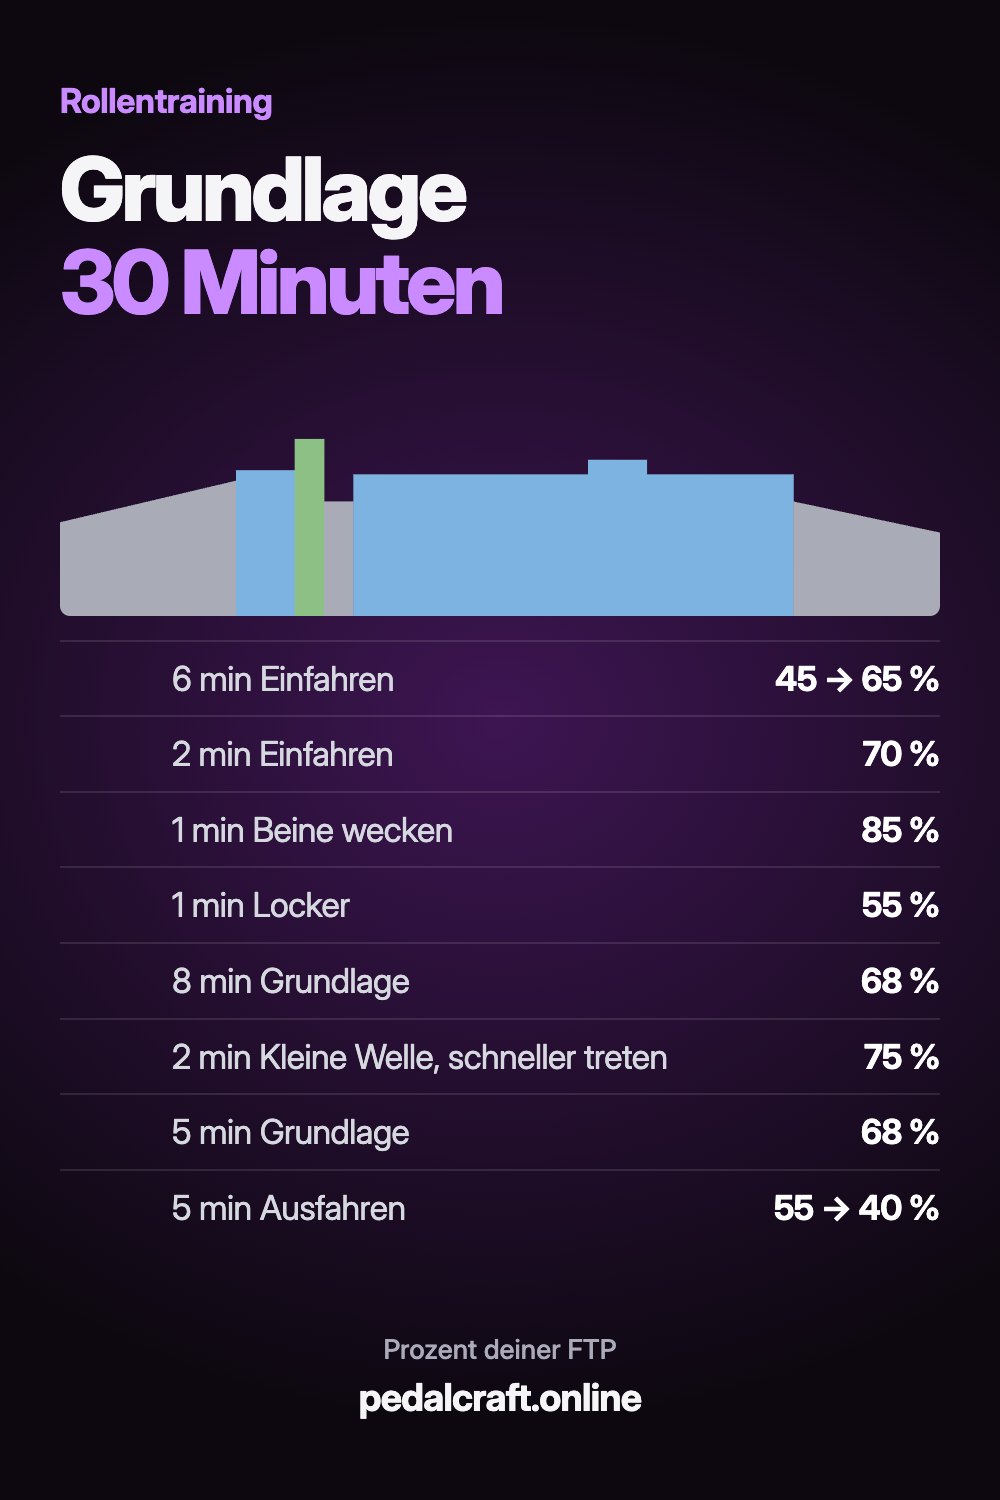 Rollentraining
Grundlage
30 Minuten
6 min Einfahren 45 → 65 %
2 min Einfahren 70 %
1 min Beine wecken 85 %
1 min Locker 55 %
8 min Grundlage 68 %
2 min Kleine Welle, schneller treten 75 %
5 min Grundlage 68 %
5 min Ausfahren 55 → 40 %
Prozent deiner FTP
pedalcraft.online